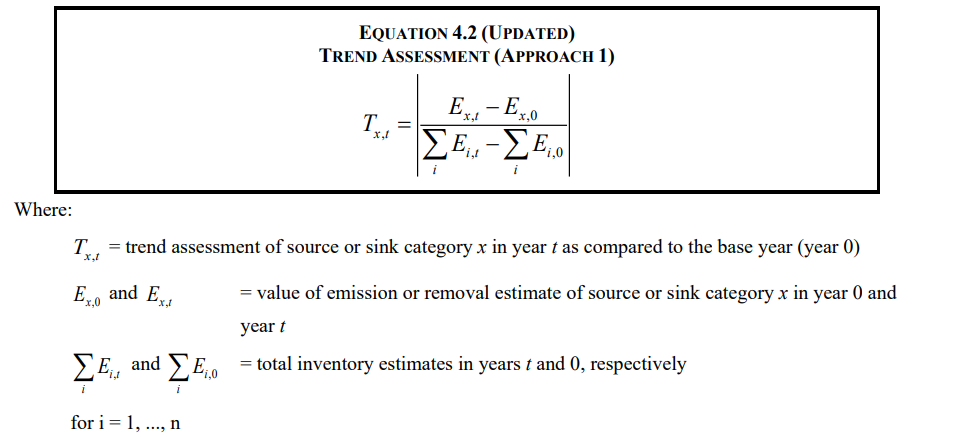 EQUATION 4.2 (UPDATED)
TREND ASSESSMENT (APPROACH 1)
T_{x,t} = | (E_{x,t} − E_{x,0}) / (∑_i E_{i,t} − ∑_i E_{i,0}) |
Where:
T_{x,t} = trend assessment of source or sink category x in year t as compared to the base year (year 0)
E_{x,0} and E_{x,t} = value of emission or removal estimate of source or sink category x in year 0 and
year t
∑_i E_{i,t} and ∑_i E_{i,0} = total inventory estimates in years t and 0, respectively
for i = 1, ..., n